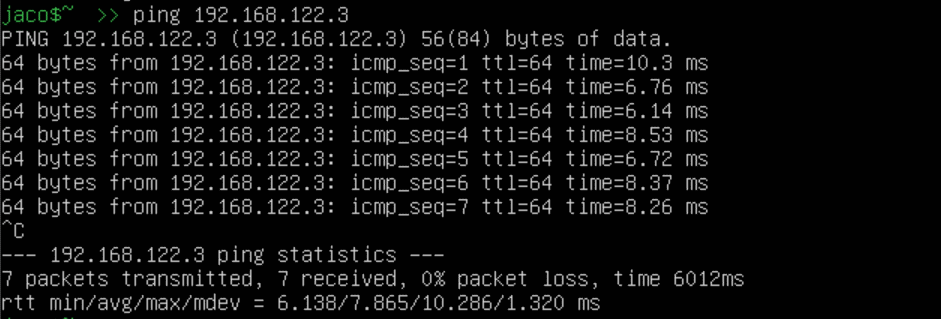 jaco$~ >> ping 192.168.122.3
PING 192.168.122.3 (192.168.122.3) 56(84) bytes of data.
64 bytes from 192.168.122.3: icmp_seq=1 ttl=64 time=10.3 ms
64 bytes from 192.168.122.3: icmp_seq=2 ttl=64 time=6.76 ms
64 bytes from 192.168.122.3: icmp_seq=3 ttl=64 time=6.14 ms
64 bytes from 192.168.122.3: icmp_seq=4 ttl=64 time=8.53 ms
64 bytes from 192.168.122.3: icmp_seq=5 ttl=64 time=6.72 ms
64 bytes from 192.168.122.3: icmp_seq=6 ttl=64 time=8.37 ms
64 bytes from 192.168.122.3: icmp_seq=7 ttl=64 time=8.26 ms
^C
--- 192.168.122.3 ping statistics ---
7 packets transmitted, 7 received, 0% packet loss, time 6012ms
rtt min/avg/max/mdev = 6.138/7.865/10.286/1.320 ms